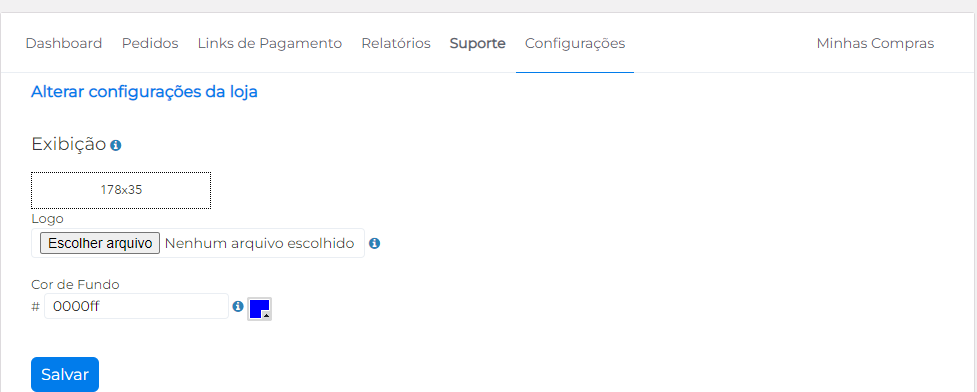 Dashboard Pedidos Links de Pagamento Relatórios Suporte Configurações Minhas Compras
Alterar configurações da loja
Exibição
178x35
Logo
Escolher arquivo Nenhum arquivo escolhido
Cor de Fundo
# 0000ff
Salvar